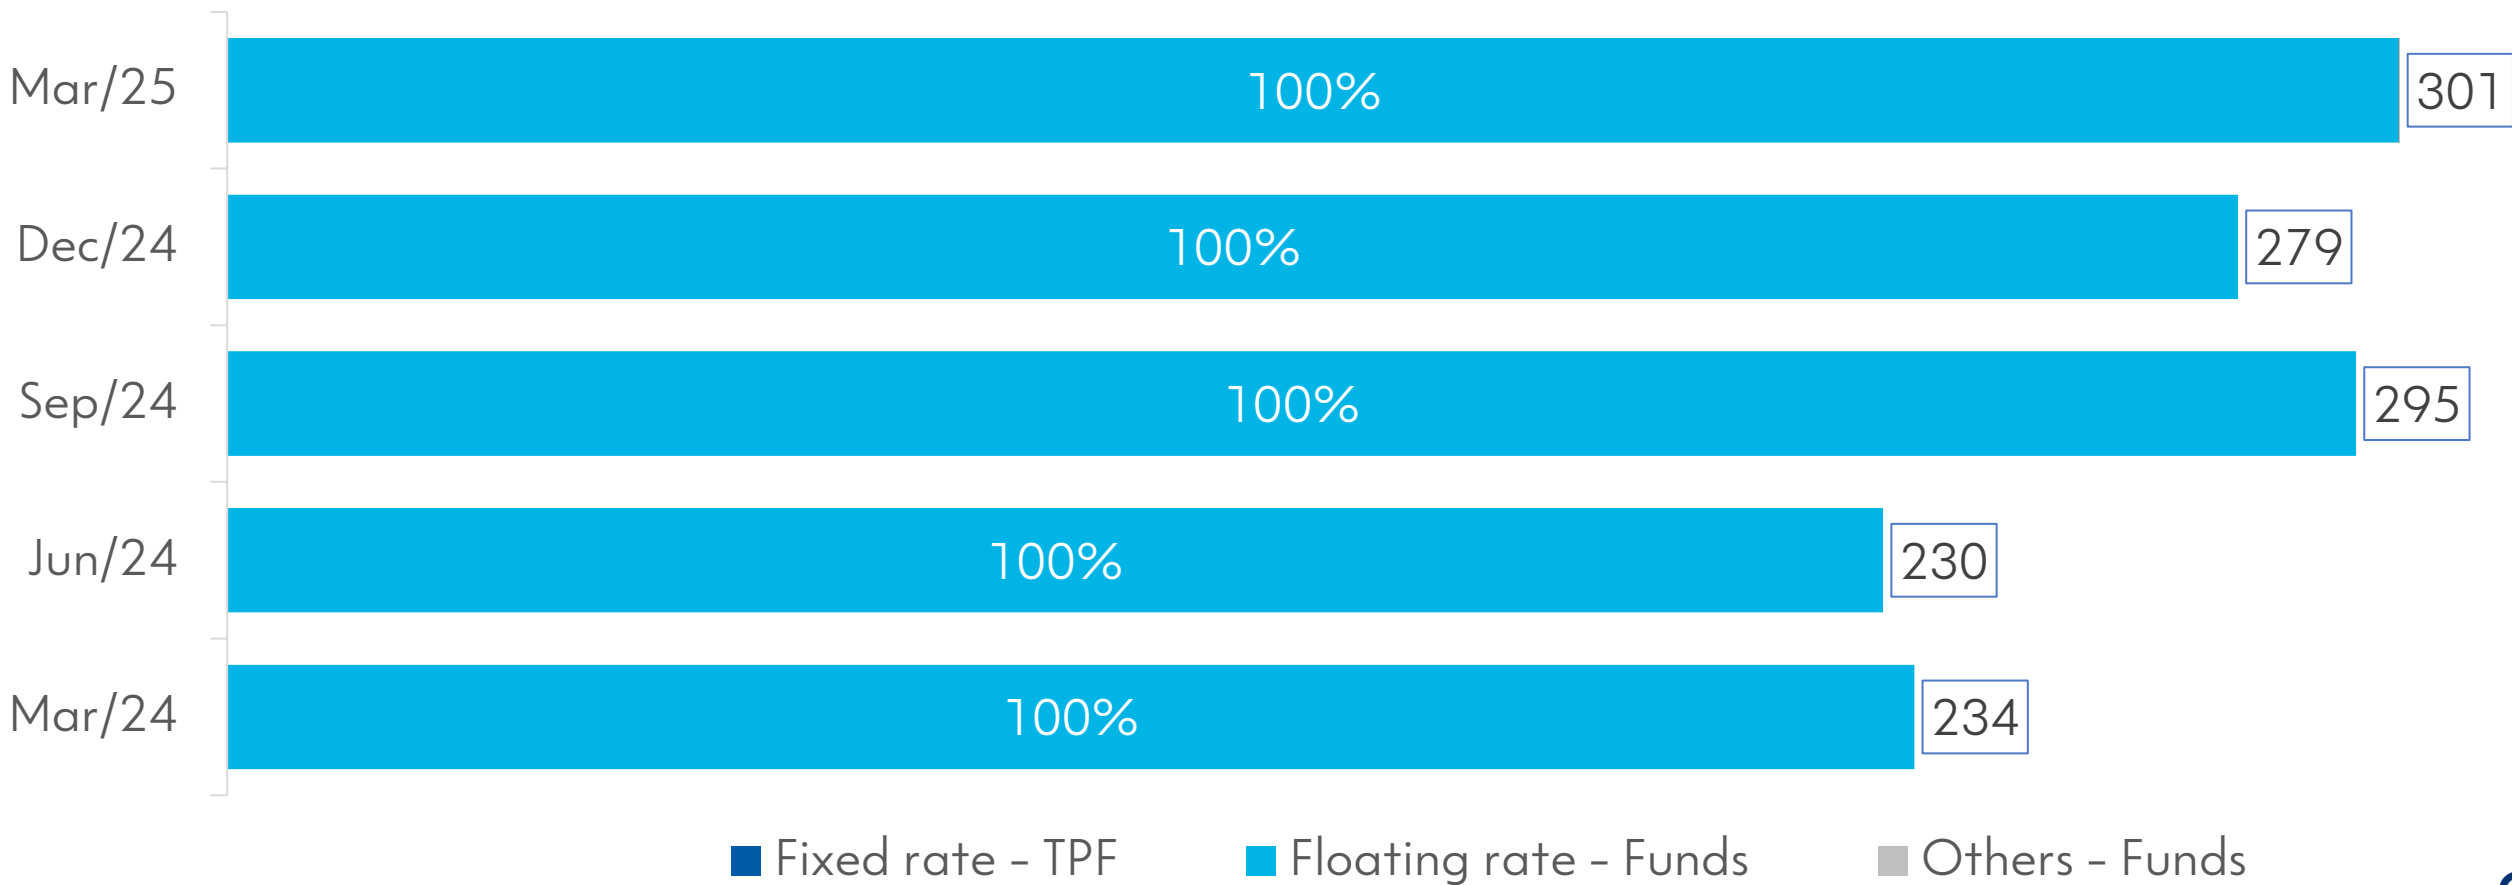 Mar/25 100% 301
Dec/24 100% 279
Sep/24 100% 295
Jun/24 100% 230
Mar/24 100% 234
Fixed rate - TPF Floating rate - Funds Others - Funds